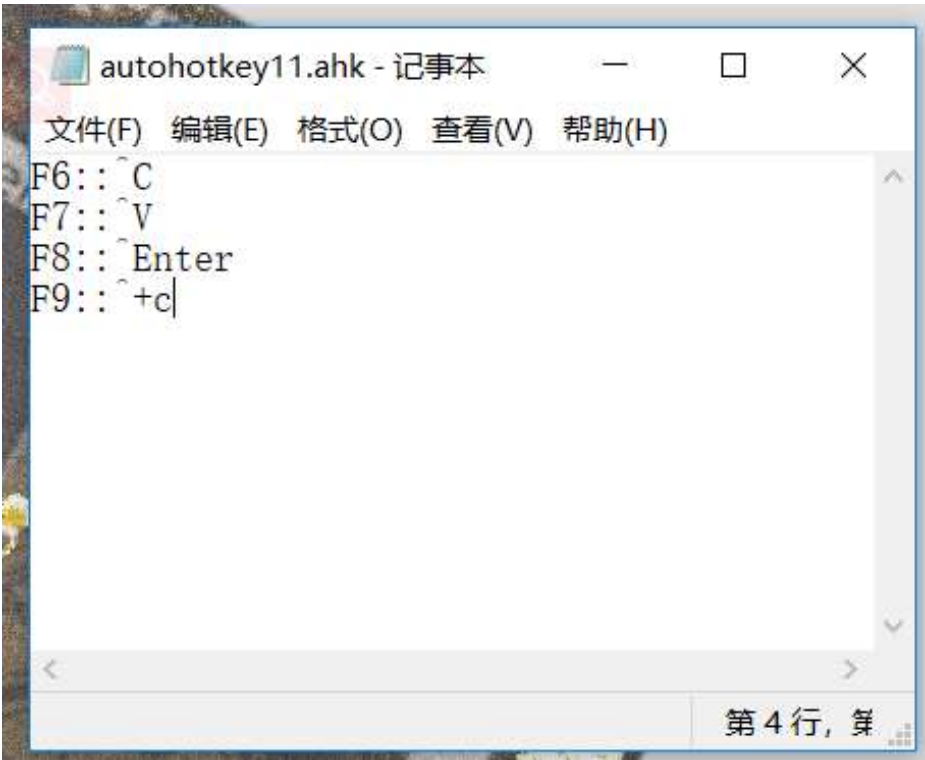 autohotkey11.ahk - 记事本
文件(F) 编辑(E) 格式(O) 查看(V) 帮助(H)
F6::^C
F7::^V
F8::^Enter
F9::^+c
第 4 行,